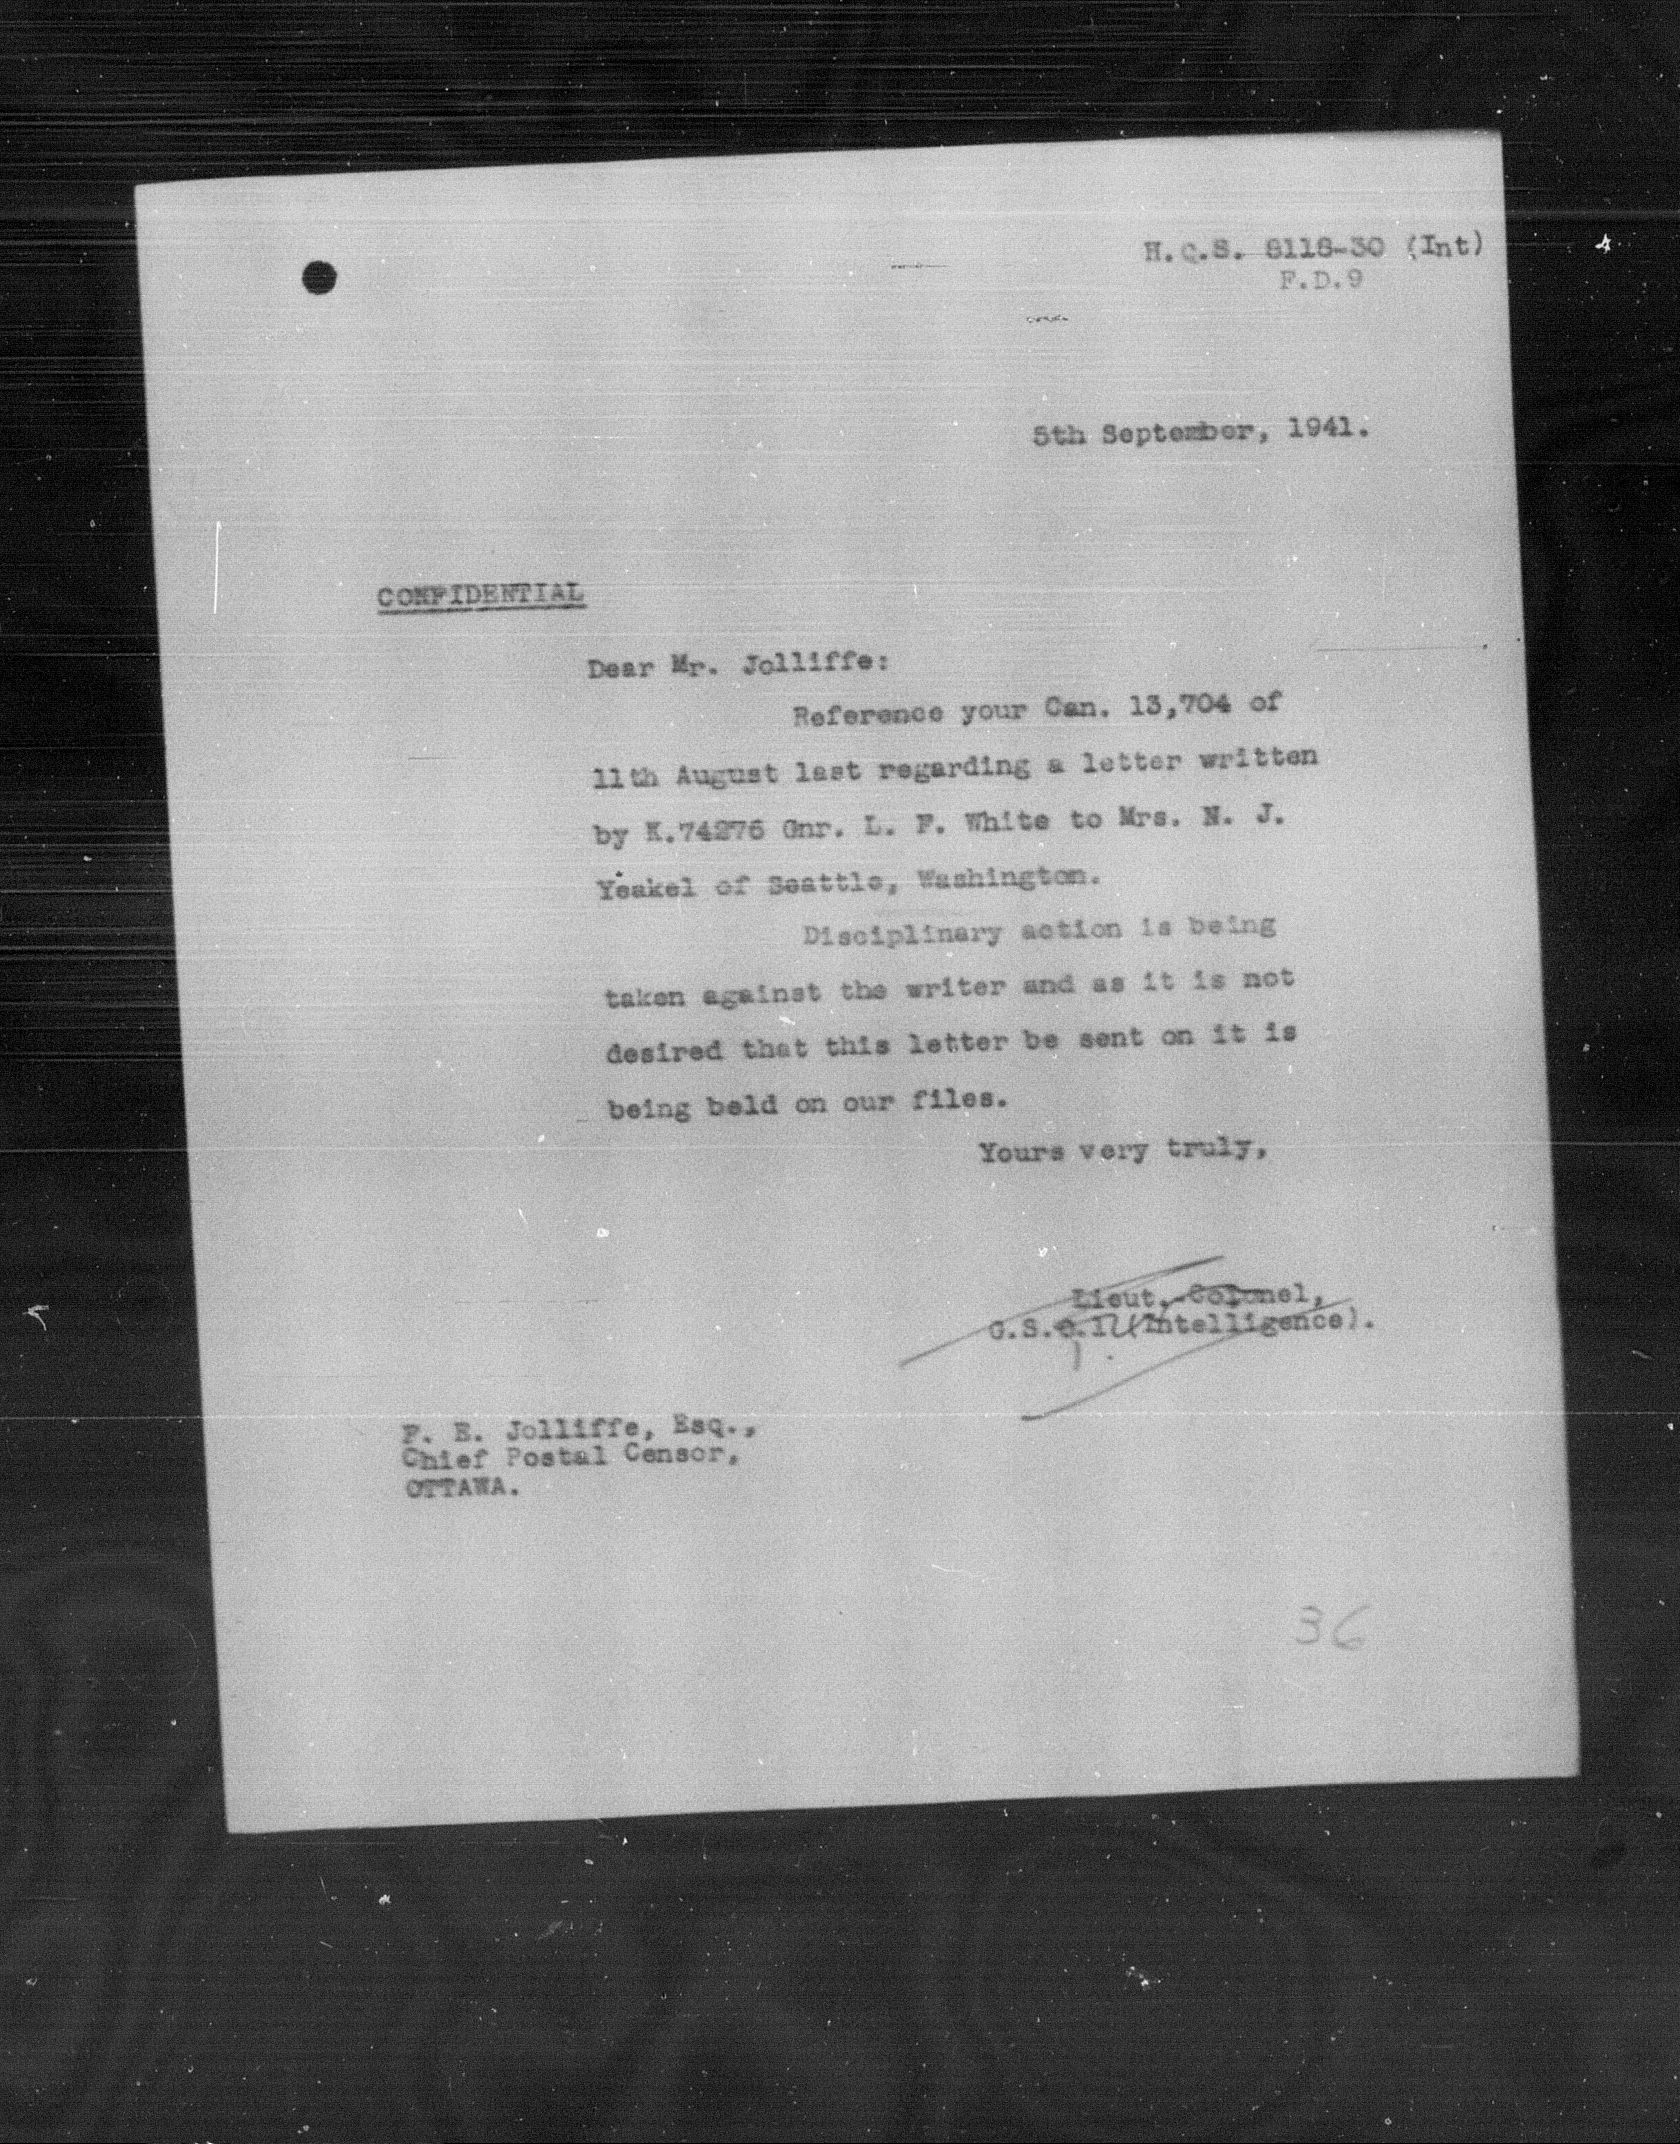 H.Q.S. 8118-30 (Int)
F.D.9
5th September, 1941.
CONFIDENTIAL
Dear Mr. Jolliffe:
Reference your Can. 13,704 of
11th August last regarding a letter written
by K.74276 Gnr. L. F. White to Mrs. N. J.
Yeakel of Seattle, Washington.
Disciplinary action is being
taken against the writer and as it is not
desired that this letter be sent on it is
being held on our files.
Yours very truly,
Lieut.-Colonel,
G.S.O.1 (Intelligence).
F. E. Jolliffe, Esq.,
Chief Postal Censor,
OTTAWA.
36